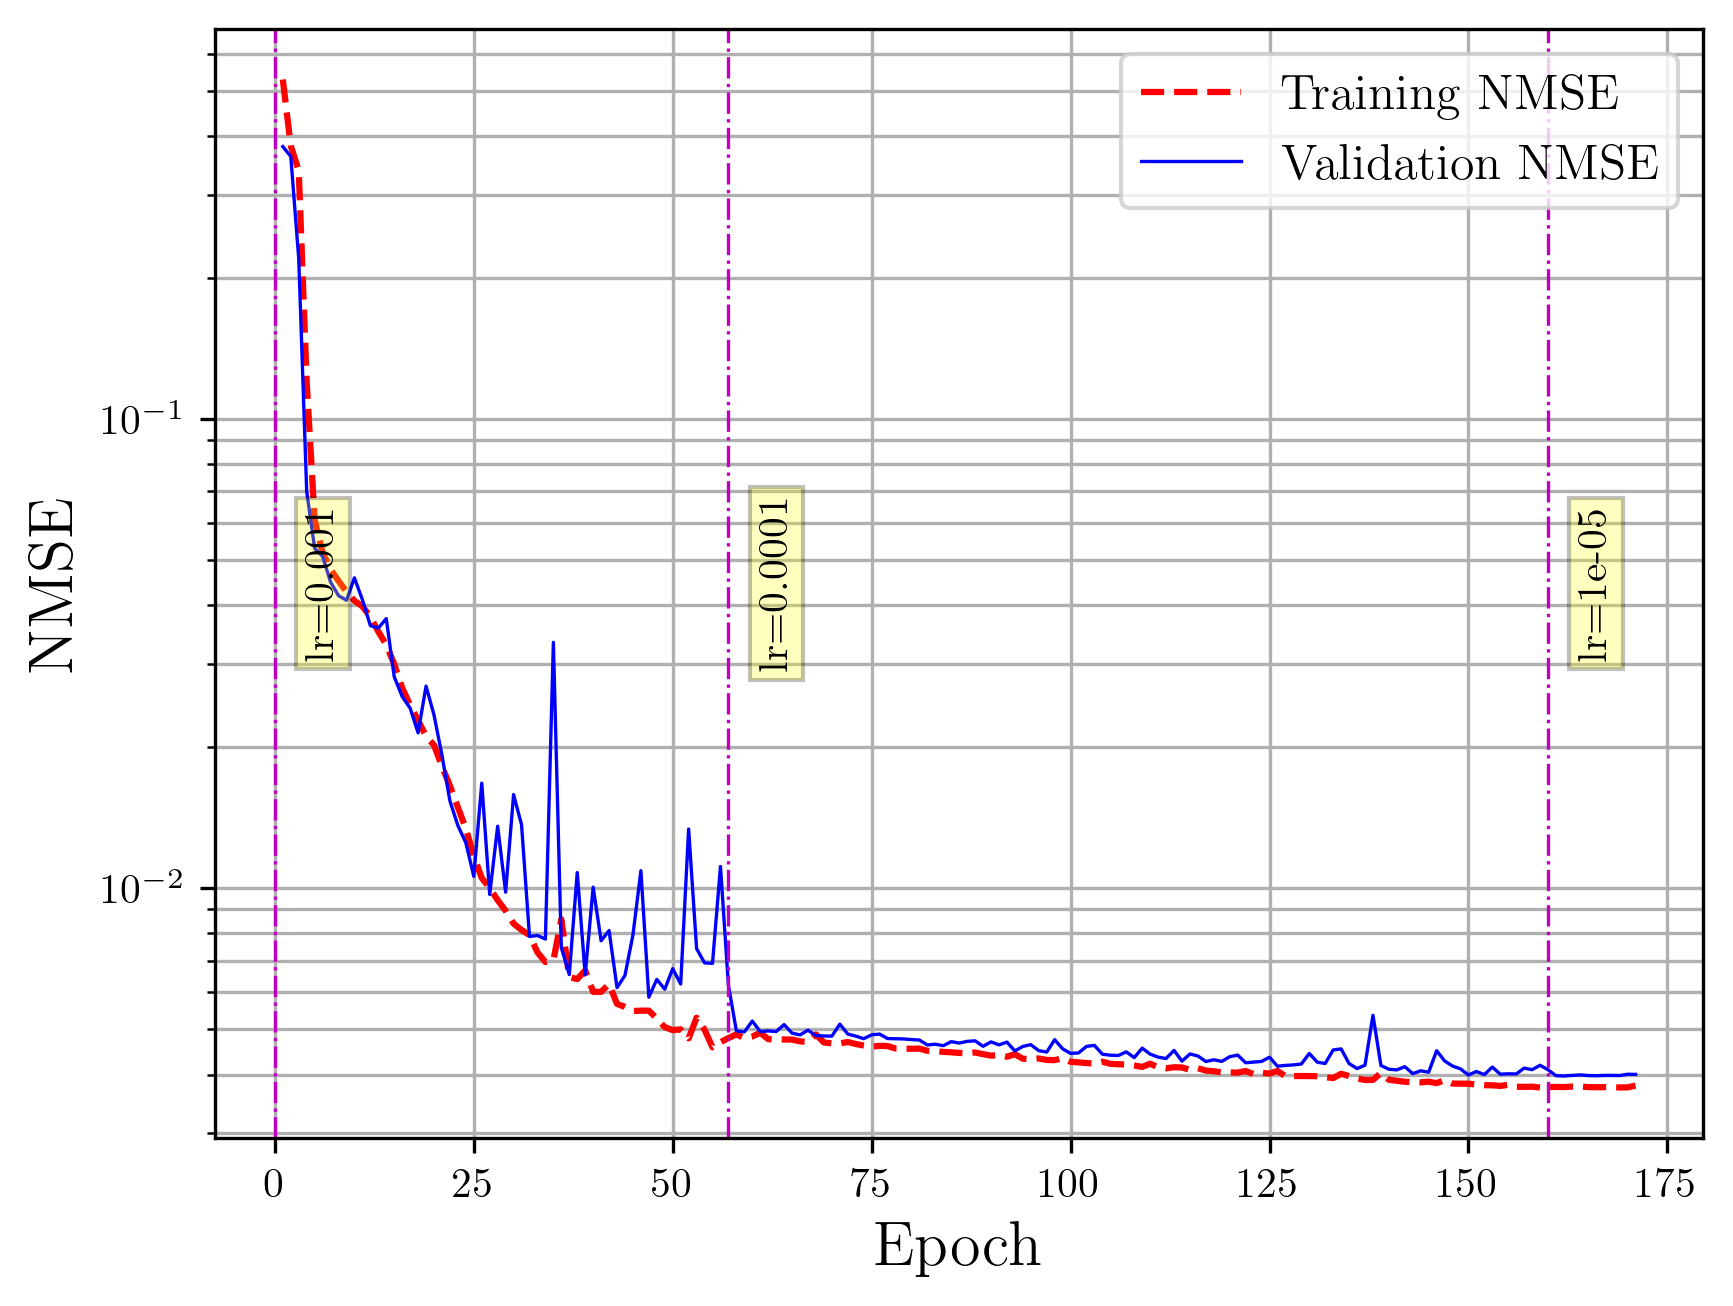 Training NMSE
Validation NMSE
NMSE
10⁻¹
10⁻²
lr=0.001
lr=0.0001
lr=1e-05
0 25 50 75 100 125 150 175
Epoch